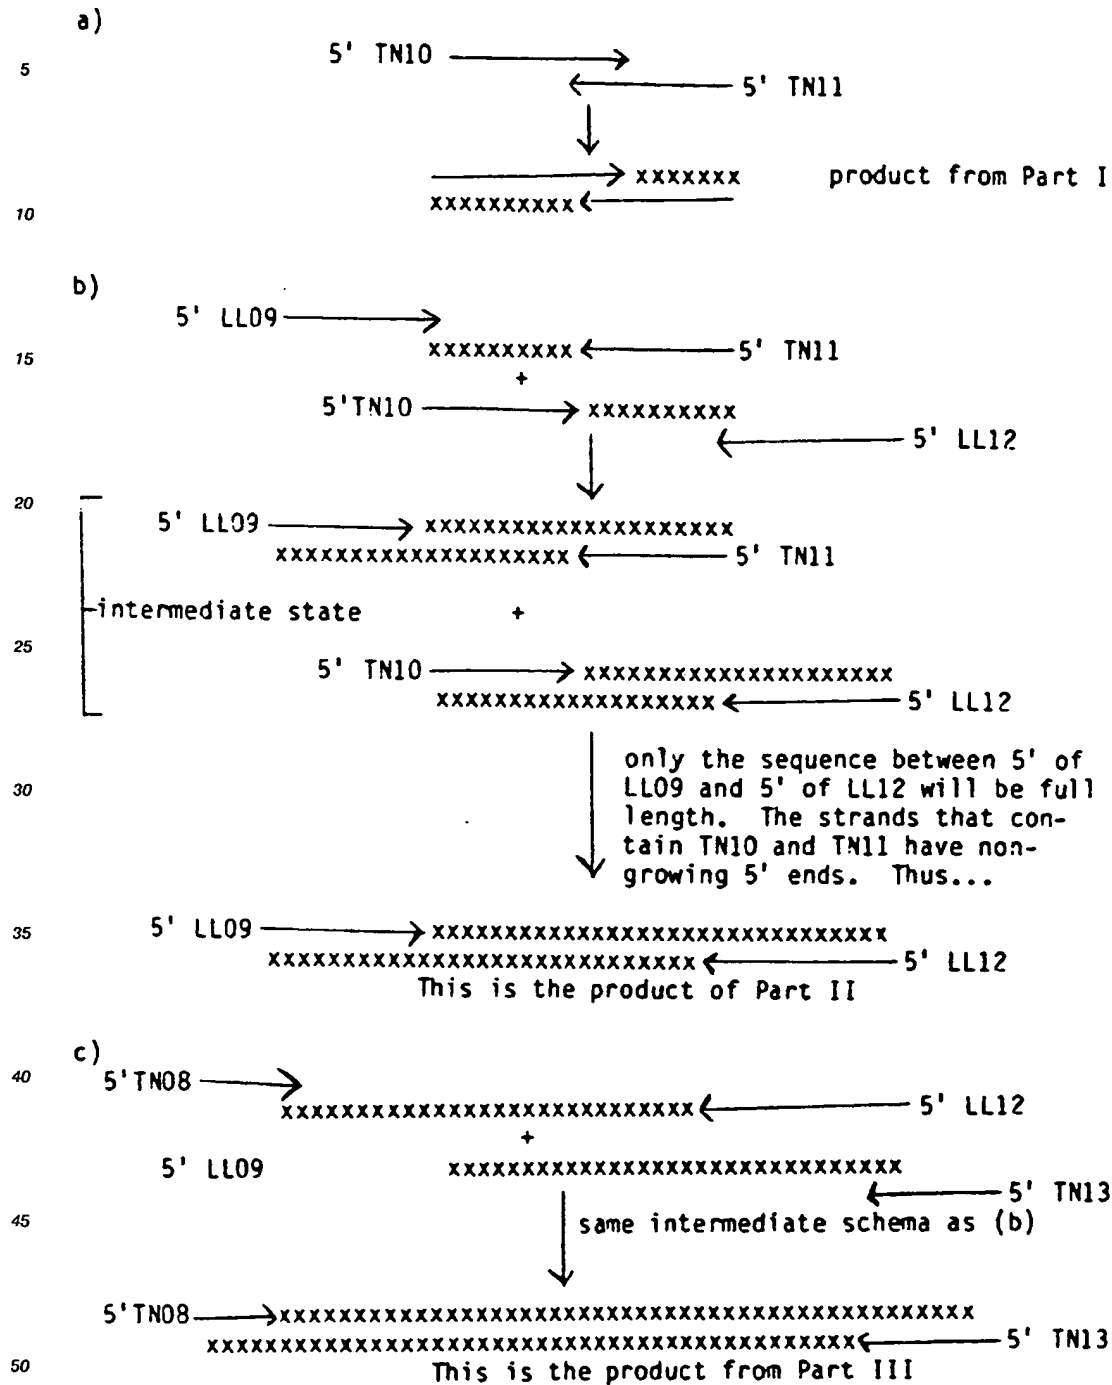 a)
5' TN10
5
5' TN11
xxxxxxx product from Part I
10 xxxxxxxxxx
b)
5' LL09
15 xxxxxxxxxx 5' TN11
+
5'TN10 xxxxxxxxxx
5' LL12
20
5' LL09 xxxxxxxxxxxxxxxxxxxxx
xxxxxxxxxxxxxxxxxxxx 5' TN11
intermediate state +
25
5' TN10 xxxxxxxxxxxxxxxxxxxxx
xxxxxxxxxxxxxxxxxxx 5' LL12
only the sequence between 5' of
30 LL09 and 5' of LL12 will be full
length. The strands that con-
tain TN10 and TN11 have non-
growing 5' ends. Thus...
35 5' LL09 xxxxxxxxxxxxxxxxxxxxxxxxxxxxxxx
xxxxxxxxxxxxxxxxxxxxxxxxxxxxx 5' LL12
This is the product of Part II
c)
40 5'TN08
xxxxxxxxxxxxxxxxxxxxxxxxxxxx 5' LL12
+
5' LL09 xxxxxxxxxxxxxxxxxxxxxxxxxxxxxxx
5' TN13
45 same intermediate schema as (b)
5'TN08 xxxxxxxxxxxxxxxxxxxxxxxxxxxxxxxxxxxxxxxxxxxxxxxx
xxxxxxxxxxxxxxxxxxxxxxxxxxxxxxxxxxxxxxxxxxxxx 5' TN13
50 This is the product from Part III